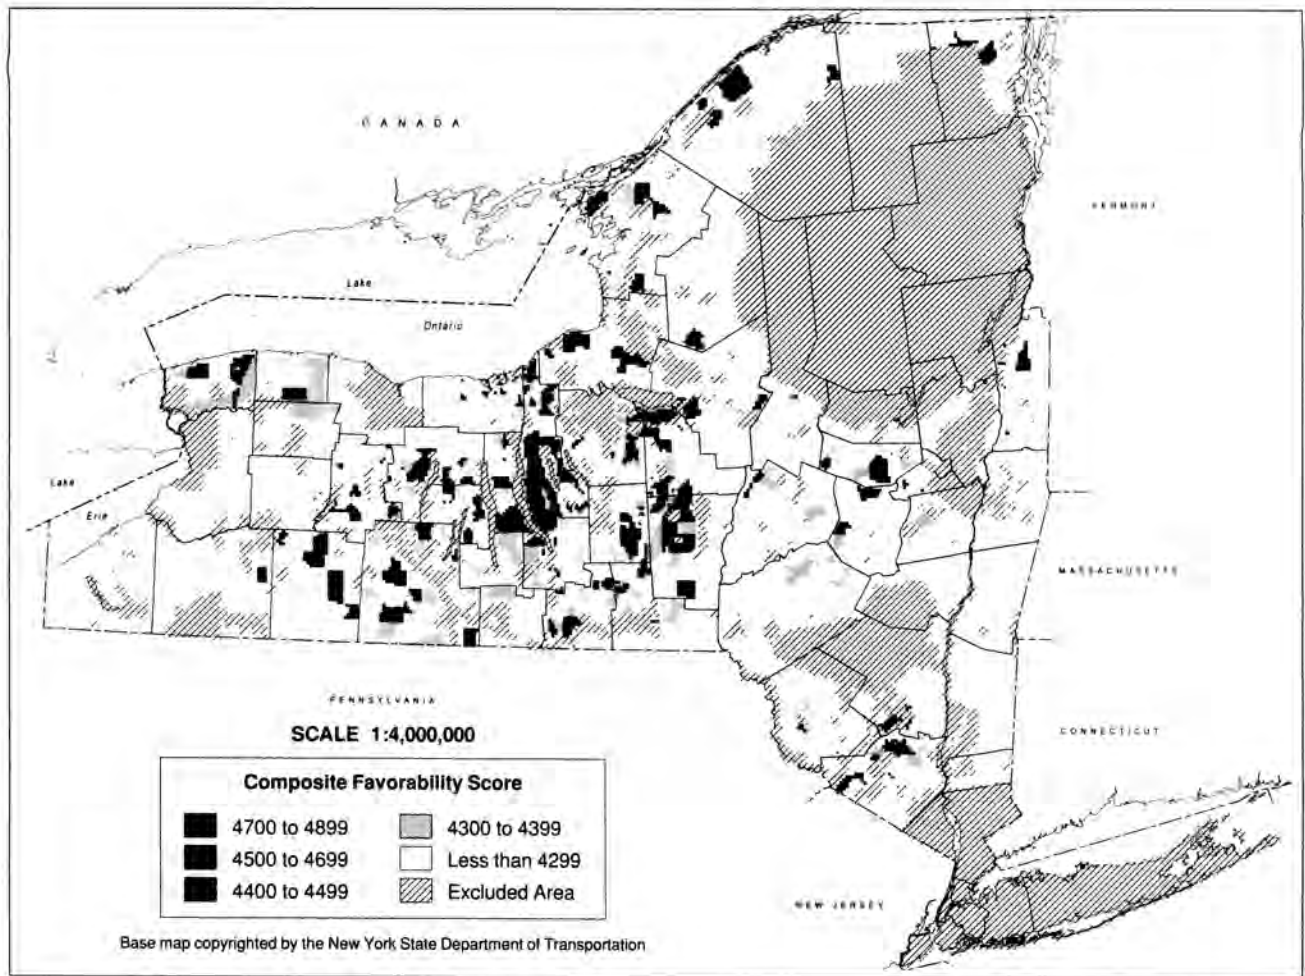 CANADA
VERMONT
Lake
Ontario
Lake
Erie
MASSACHUSETTS
PENNSYLVANIA
SCALE 1:4,000,000
CONNECTICUT
Composite Favorability Score
4700 to 4899
4300 to 4399
4500 to 4699
Less than 4299
4400 to 4499
Excluded Area
NEW JERSEY
Base map copyrighted by the New York State Department of Transportation